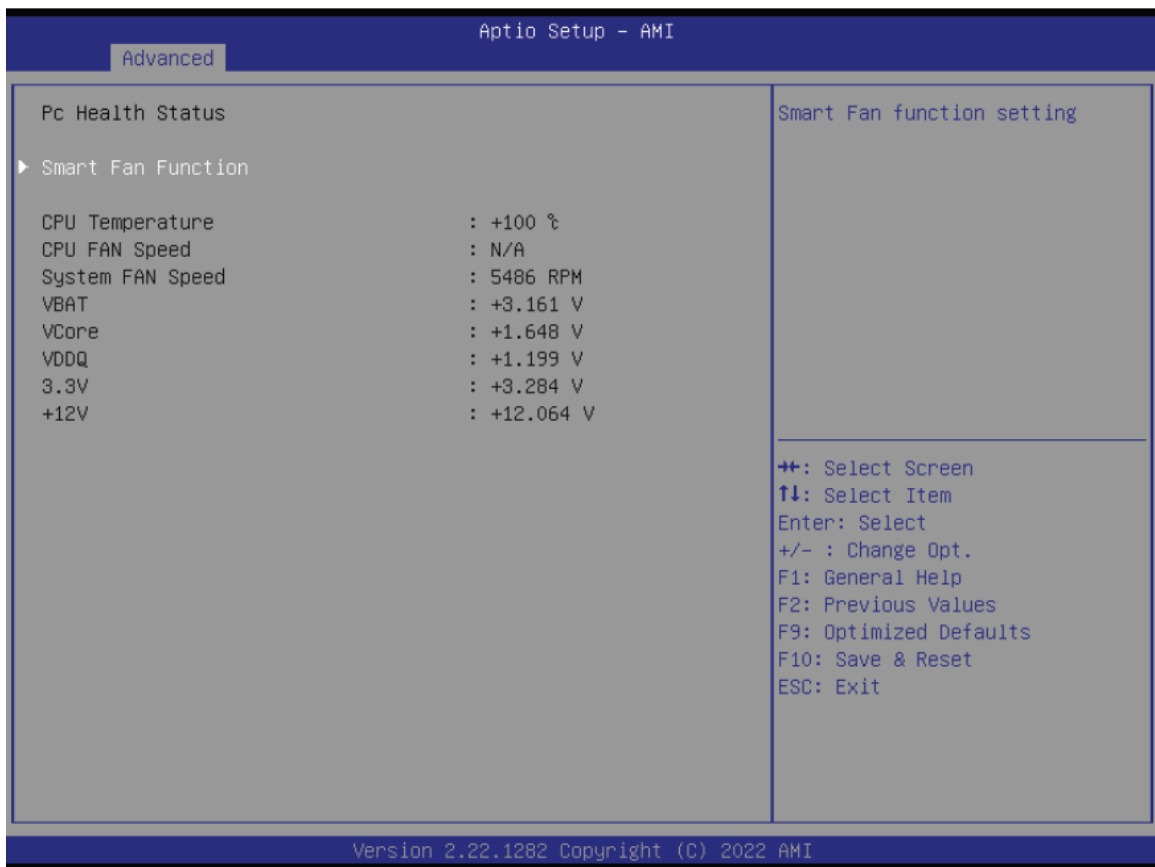 Aptio Setup – AMI
Advanced
Pc Health Status
Smart Fan Function
CPU Temperature : +100 ℃
CPU FAN Speed : N/A
System FAN Speed : 5486 RPM
VBAT : +3.161 V
VCore : +1.648 V
VDDQ : +1.199 V
3.3V : +3.284 V
+12V : +12.064 V
Smart Fan function setting
→←: Select Screen
↑↓: Select Item
Enter: Select
+/- : Change Opt.
F1: General Help
F2: Previous Values
F9: Optimized Defaults
F10: Save & Reset
ESC: Exit
Version 2.22.1282 Copyright (C) 2022 AMI